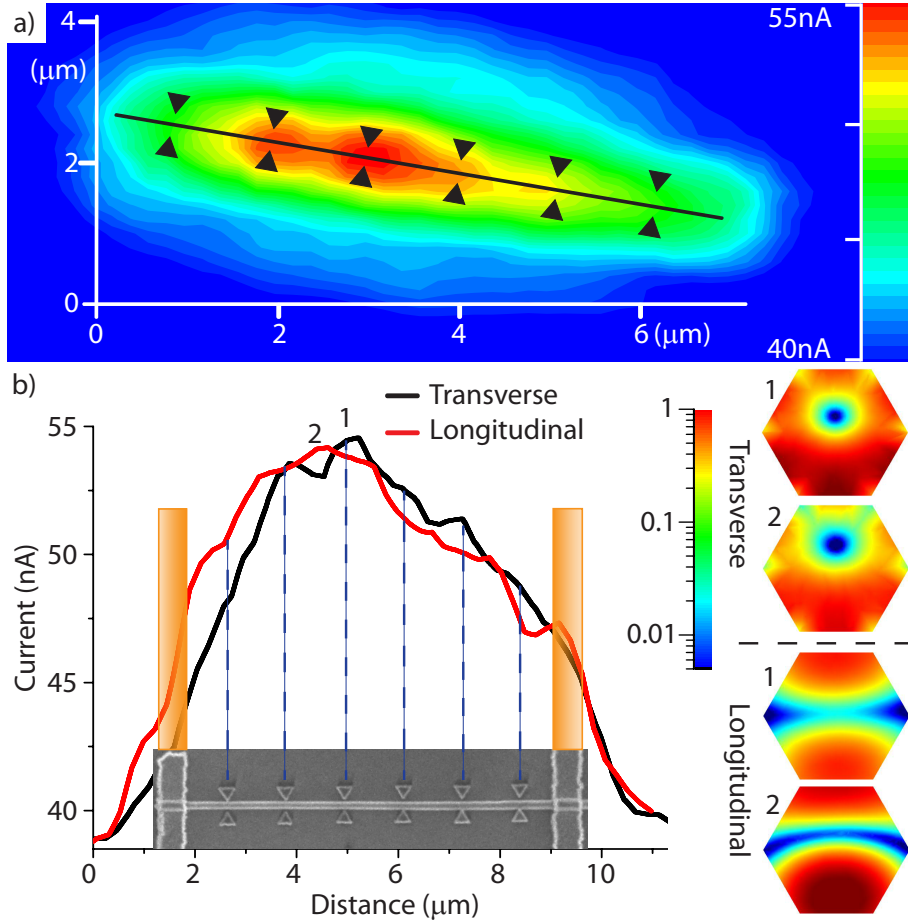 a)
4
(μm)
2
0
0
2
4
6 (μm)
55nA
40nA
b)
Transverse
Longitudinal
55
50
45
40
Current (nA)
2
1
0
2
4
6
8
10
Distance (μm)
1
0.1
0.01
Transverse
1
2
Longitudinal
1
2